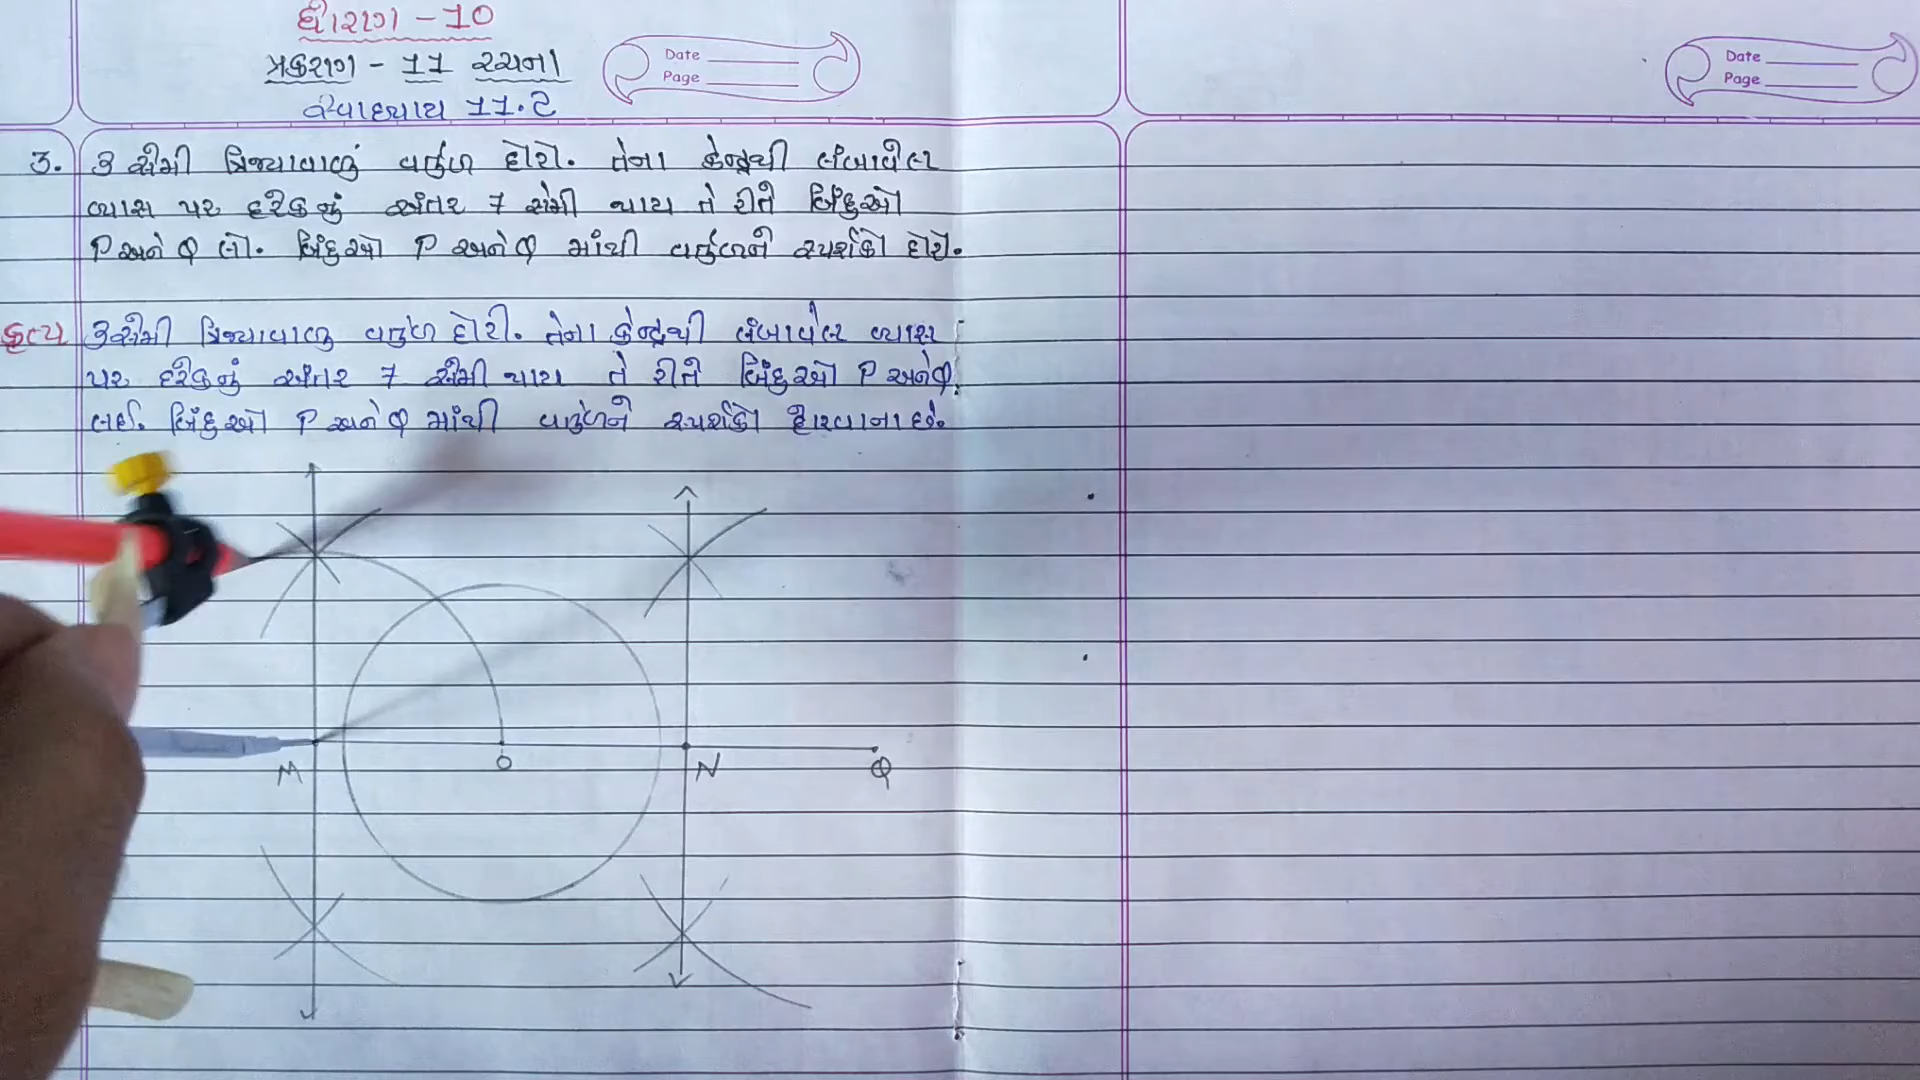 ધોરણ - 10
પ્રકરણ - 11 રચના
સ્વાધ્યાય 11.2
Date
Page
Date
Page
3. 3 સેમી ત્રિજ્યાવાળું વર્તુળ દોરો. તેના કેન્દ્રથી લંબાવેલ
વ્યાસ પર દરેકનું અંતર 7 સેમી થાય તે રીતે બિંદુઓ
P અને Q લો. બિંદુઓ P અને Q માંથી વર્તુળને સ્પર્શકો દોરો.
કૃત્ય 3 સેમી ત્રિજ્યાવાળુ વર્તુળ દોરી. તેના કેન્દ્રથી લંબાવેલ વ્યાસ
પર દરેકનું અંતર 7 સેમી થાય તે રીતે બિંદુઓ P અને Q
લઈ. બિંદુઓ P અને Q માંથી વર્તુળને સ્પર્શકો દોરવાના છે.
M O N Q